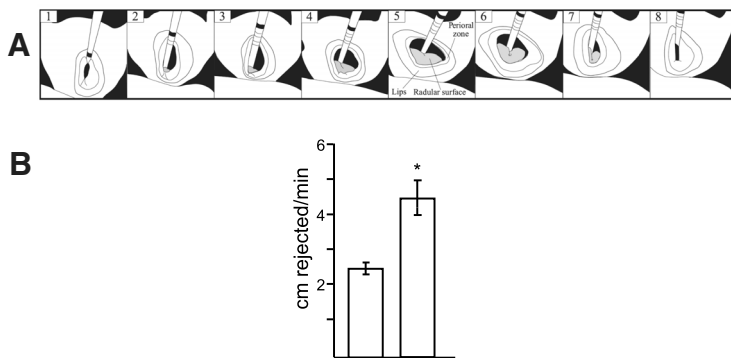 A
1 2 3 4 5 6 7 8
Perioral
zone
Lips Radular surface
B
cm rejected/min
6
*
4
2